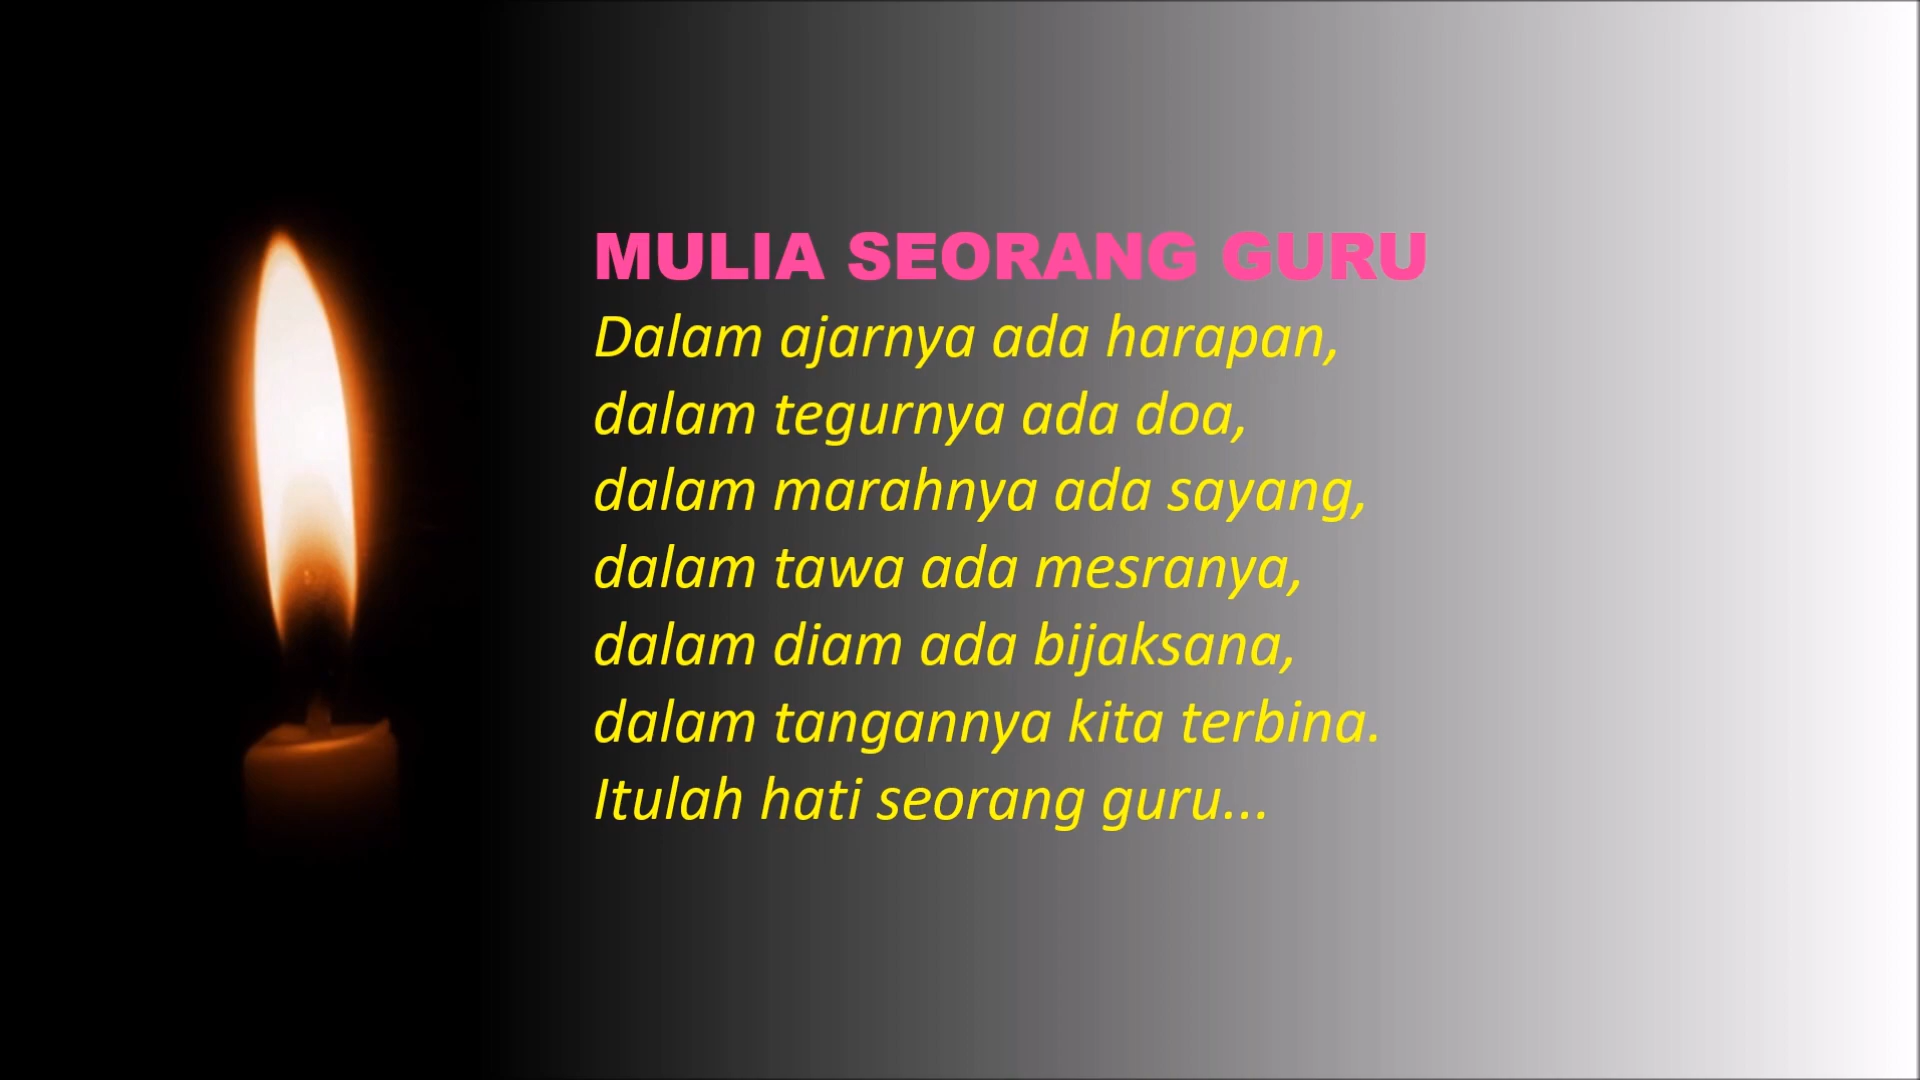 MULIA SEORANG GURU
Dalam ajarnya ada harapan,
dalam tegurnya ada doa,
dalam marahnya ada sayang,
dalam tawa ada mesranya,
dalam diam ada bijaksana,
dalam tangannya kita terbina.
Itulah hati seorang guru...